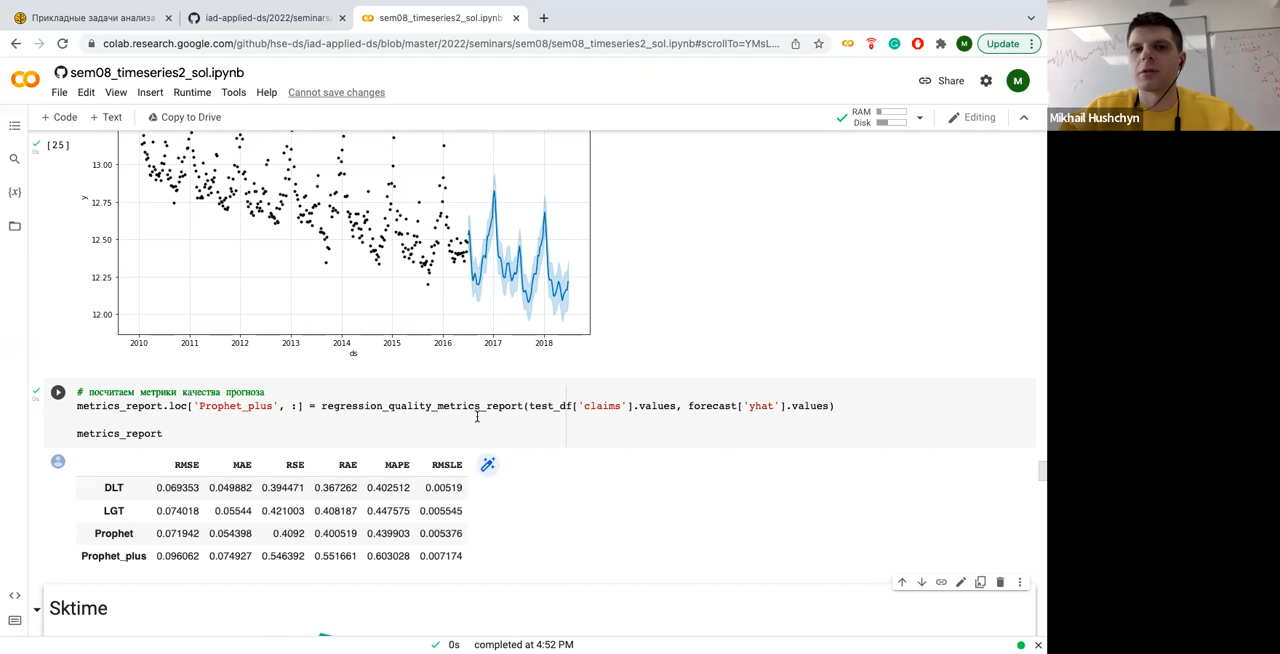 Прикладные задачи анализа
iad-applied-ds/2022/seminars/
sem08_timeseries2_sol.ipynb
colab.research.google.com/github/hse-ds/iad-applied-ds/blob/master/2022/seminars/sem08/sem08_timeseries2_sol.ipynb#scrollTo=YMsL...
M
Update
sem08_timeseries2_sol.ipynb
File Edit View Insert Runtime Tools Help Cannot save changes
Share
M
+ Code + Text Copy to Drive
RAM
Disk
Editing
Mikhail Hushchyn
0s
[25]
{x}
13.00
12.75
12.50
12.25
12.00
y
2010 2011 2012 2013 2014 2015 2016 2017 2018
ds
0s
# посчитаем метрики качества прогноза
metrics_report.loc['Prophet_plus', :] = regression_quality_metrics_report(test_df['claims'].values, forecast['yhat'].values)
metrics_report
RMSE MAE RSE RAE MAPE RMSLE
DLT 0.069353 0.049882 0.394471 0.367262 0.402512 0.00519
LGT 0.074018 0.05544 0.421003 0.408187 0.447575 0.005545
Prophet 0.071942 0.054398 0.4092 0.400519 0.439903 0.005376
Prophet_plus 0.096062 0.074927 0.546392 0.551661 0.603028 0.007174
Sktime
0s completed at 4:52 PM